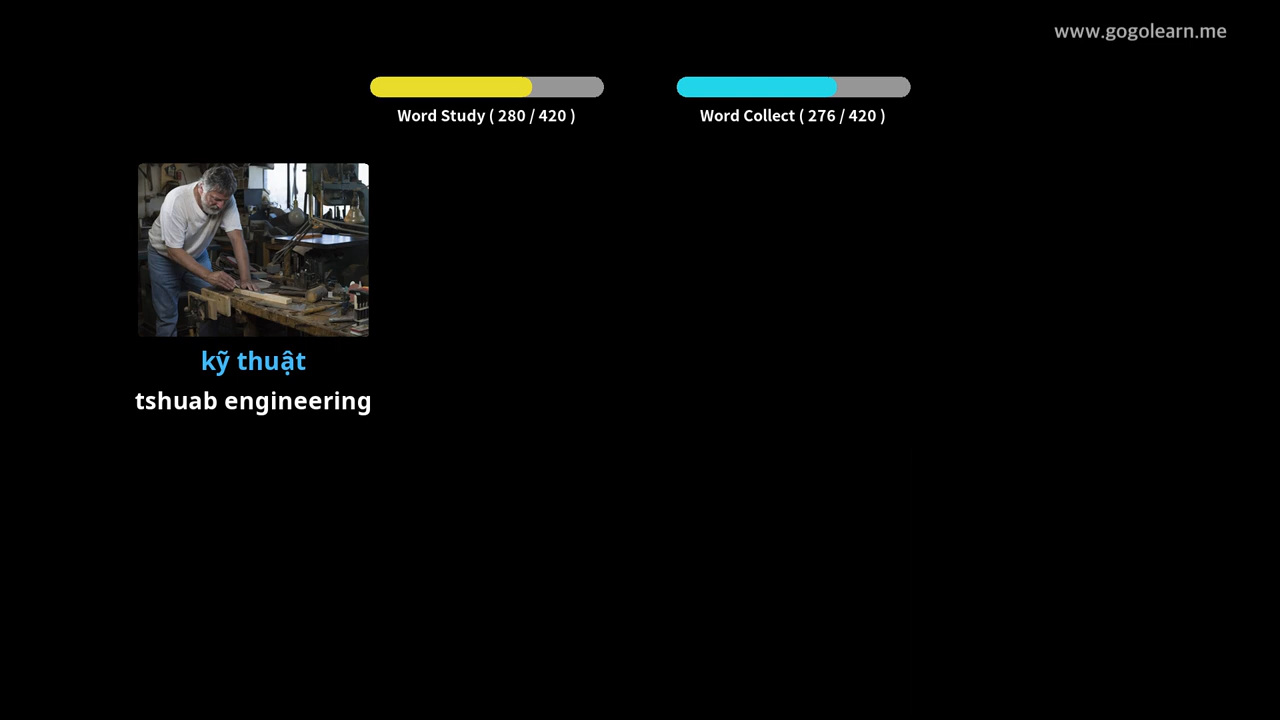 www.gogolearn.me
Word Study ( 280 / 420 )
Word Collect ( 276 / 420 )
kỹ thuật
tshuab engineering